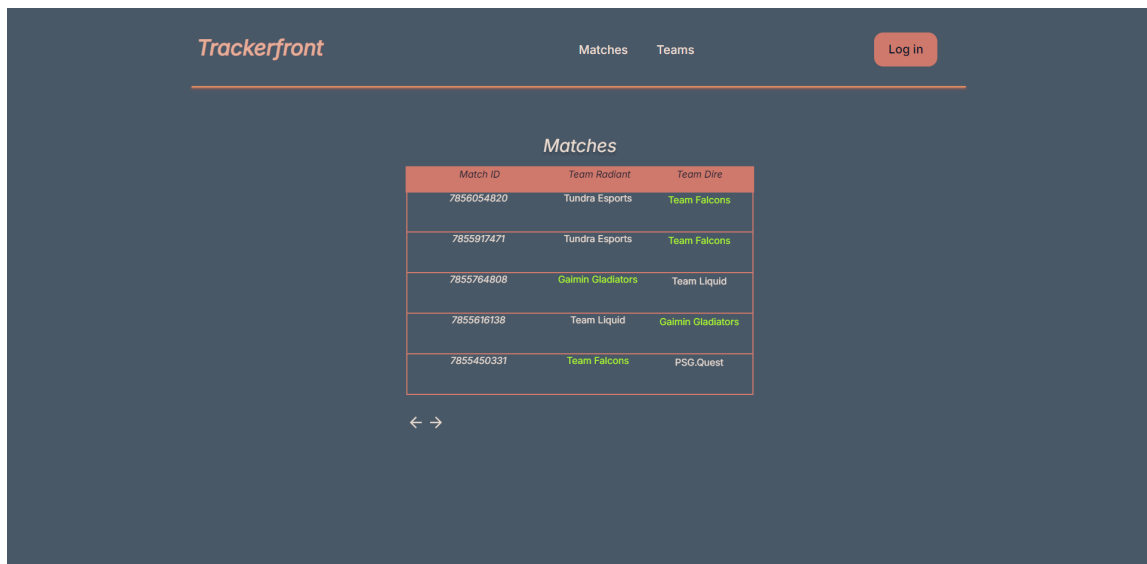 Trackerfront Matches Teams Log in
Matches
Match ID Team Radiant Team Dire
7856054820 Tundra Esports Team Falcons
7855917471 Tundra Esports Team Falcons
7855764808 Gaimin Gladiators Team Liquid
7855616138 Team Liquid Gaimin Gladiators
7855450331 Team Falcons PSG.Quest